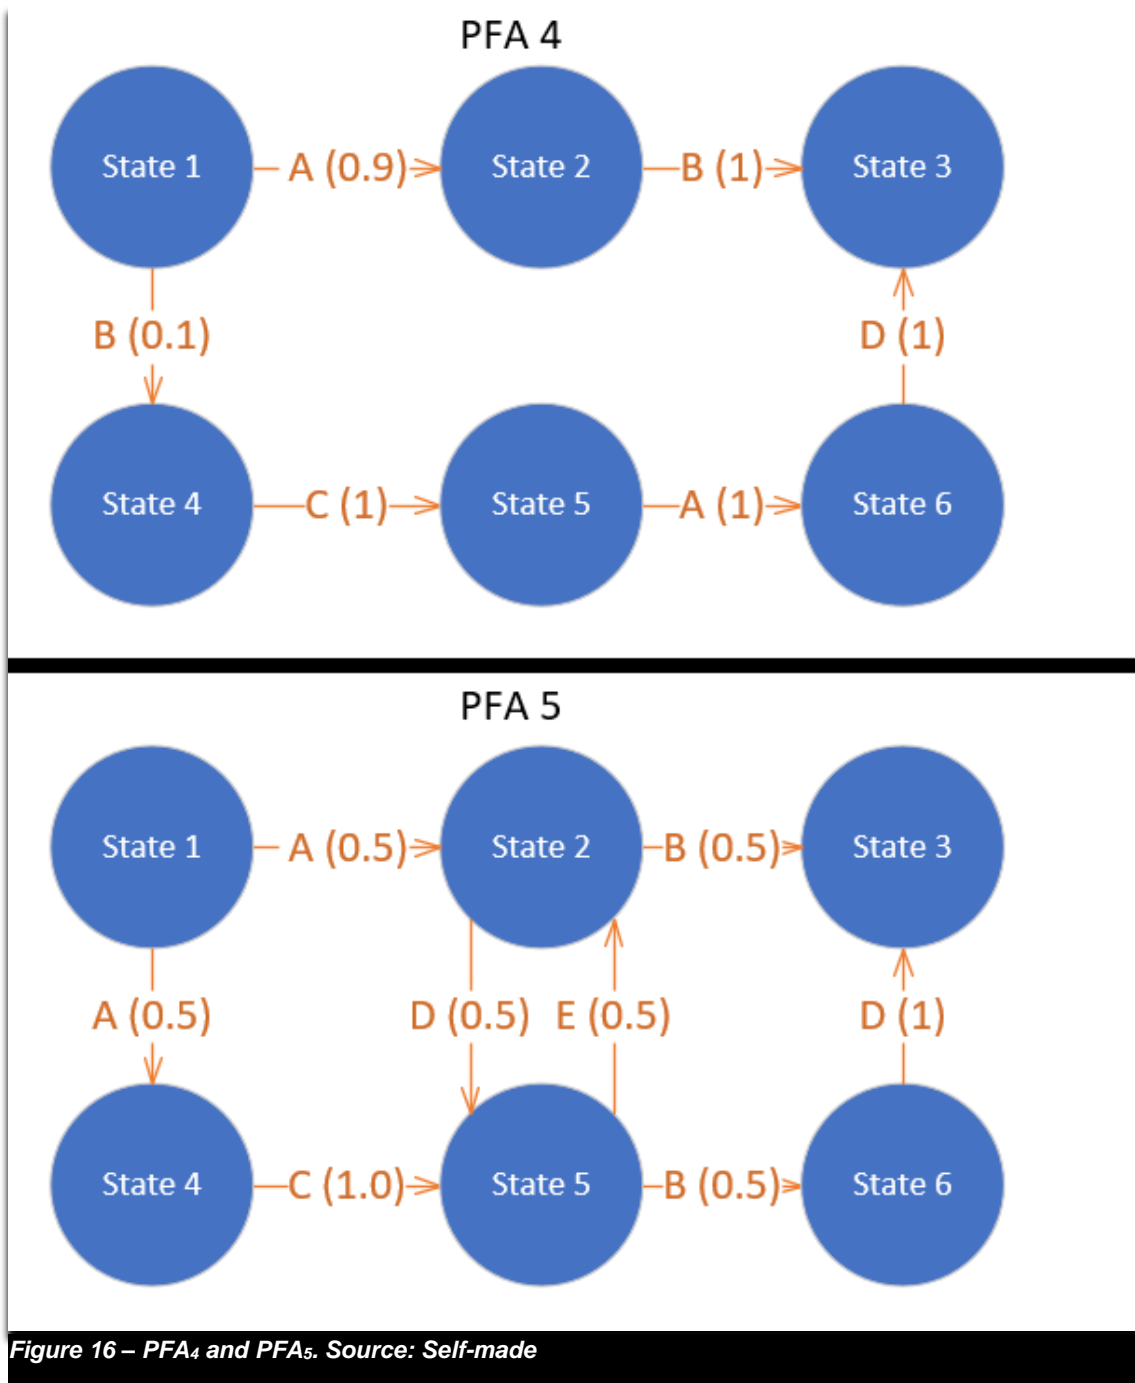 PFA 4
State 1 A (0.9) State 2 B (1) State 3
B (0.1) D (1)
State 4 C (1) State 5 A (1) State 6
PFA 5
State 1 A (0.5) State 2 B (0.5) State 3
A (0.5) D (0.5) E (0.5) D (1)
State 4 C (1.0) State 5 B (0.5) State 6
Figure 16 – PFA₄ and PFA₅. Source: Self-made